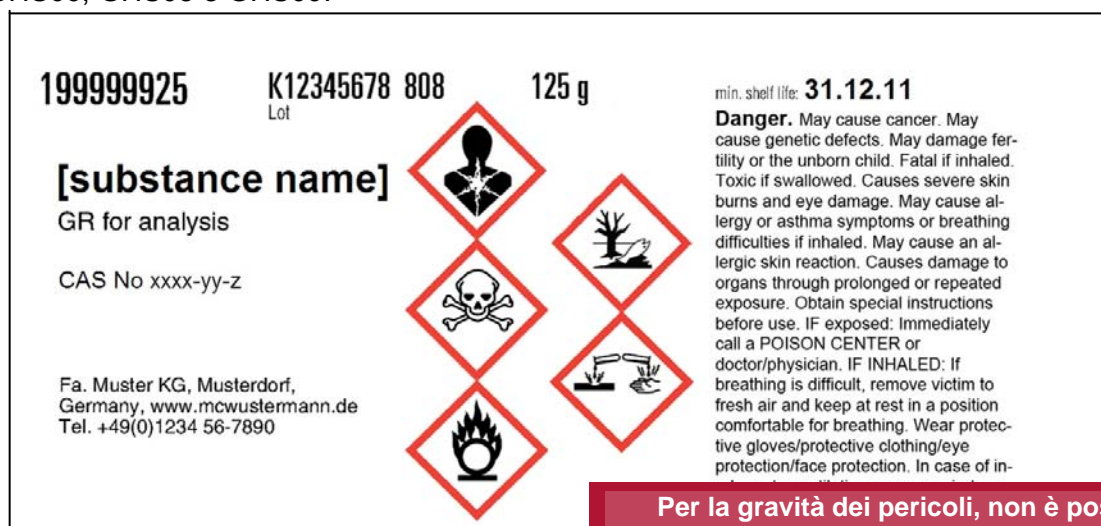 199999925
K12345678 808
125 g
Lot
[substance name]
GR for analysis
CAS No xxxx-yy-z
Fa. Muster KG, Musterdorf,
Germany, www.mcwustermann.de
Tel. +49(0)1234 56-7890
min. shelf life: 31.12.11
Danger. May cause cancer. May
cause genetic defects. May damage fer-
tility or the unborn child. Fatal if inhaled.
Toxic if swallowed. Causes severe skin
burns and eye damage. May cause al-
lergy or asthma symptoms or breathing
difficulties if inhaled. May cause an al-
lergic skin reaction. Causes damage to
organs through prolonged or repeated
exposure. Obtain special instructions
before use. IF exposed: Immediately
call a POISON CENTER or
doctor/physician. IF INHALED: If
breathing is difficult, remove victim to
fresh air and keep at rest in a position
comfortable for breathing. Wear protec-
tive gloves/protective clothing/eye
protection/face protection. In case of in-
Per la gravità dei pericoli, non è pos